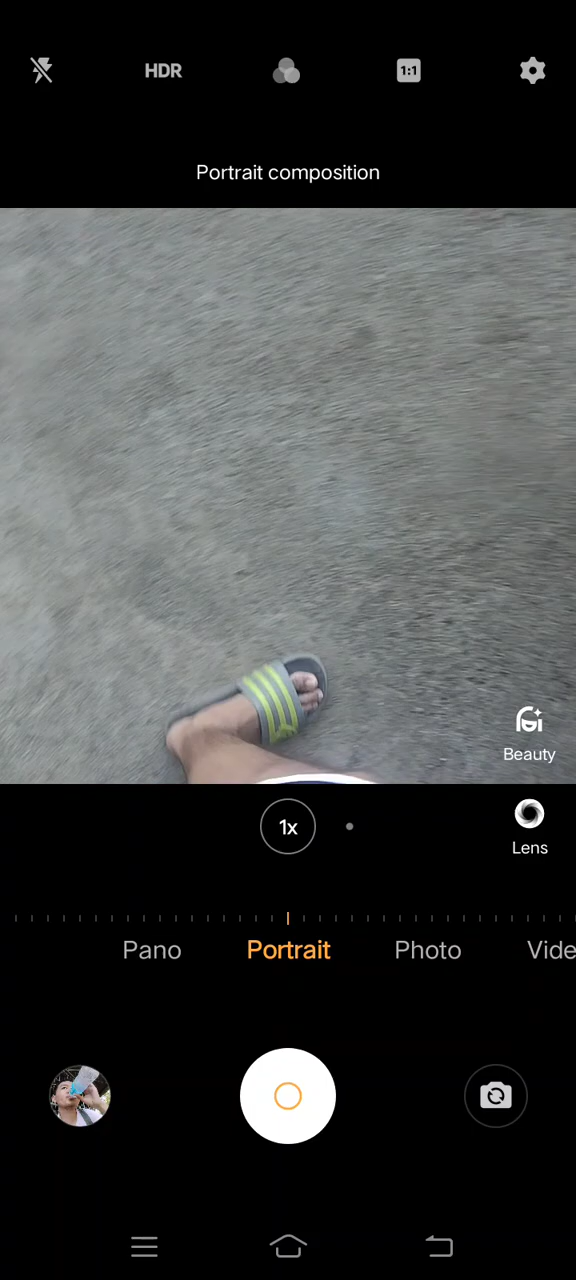 HDR
1:1
Portrait composition
Beauty
1x
Lens
Pano Portrait Photo Vide